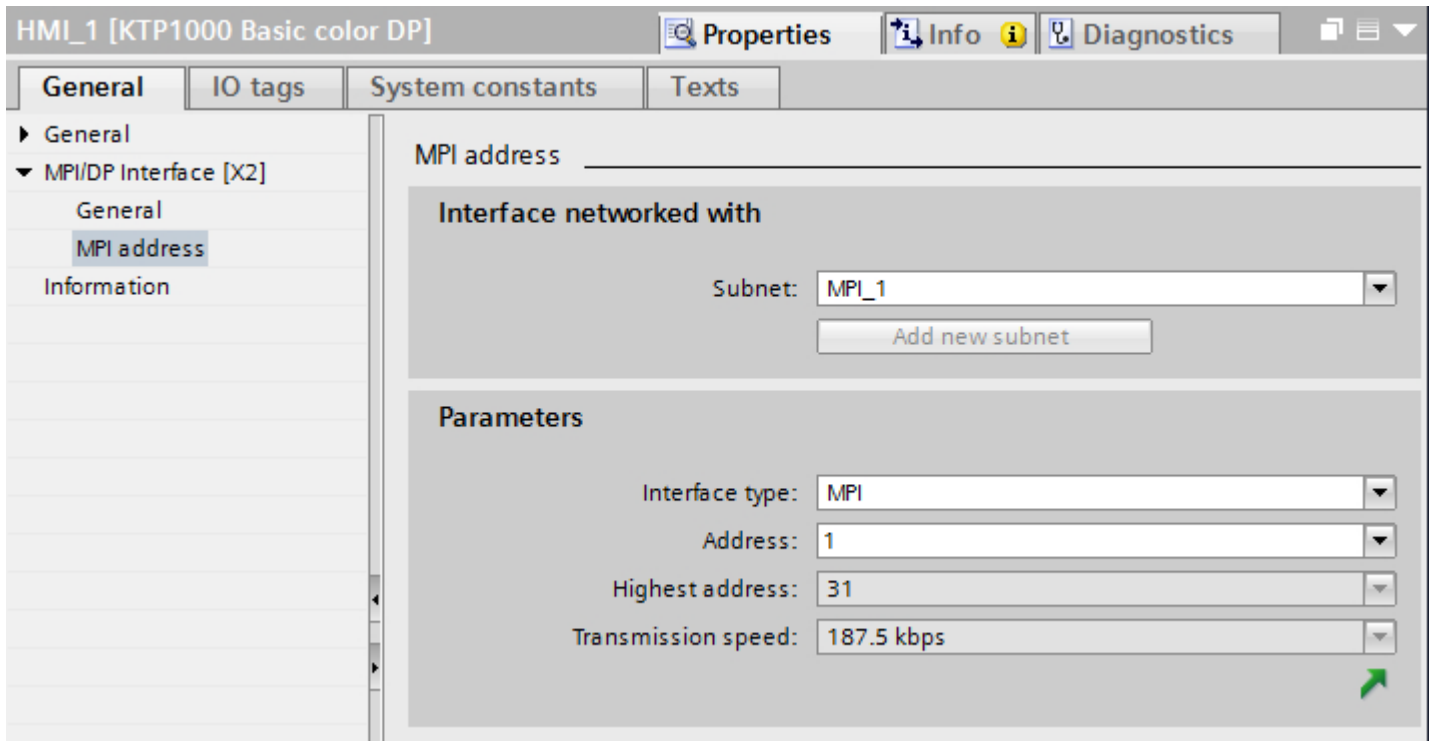 HMI_1 [KTP1000 Basic color DP]
Properties
Info
Diagnostics
General
IO tags
System constants
Texts
General
MPI/DP Interface [X2]
General
MPI address
Information
MPI address
Interface networked with
Subnet: MPI_1
Add new subnet
Parameters
Interface type: MPI
Address: 1
Highest address: 31
Transmission speed: 187.5 kbps